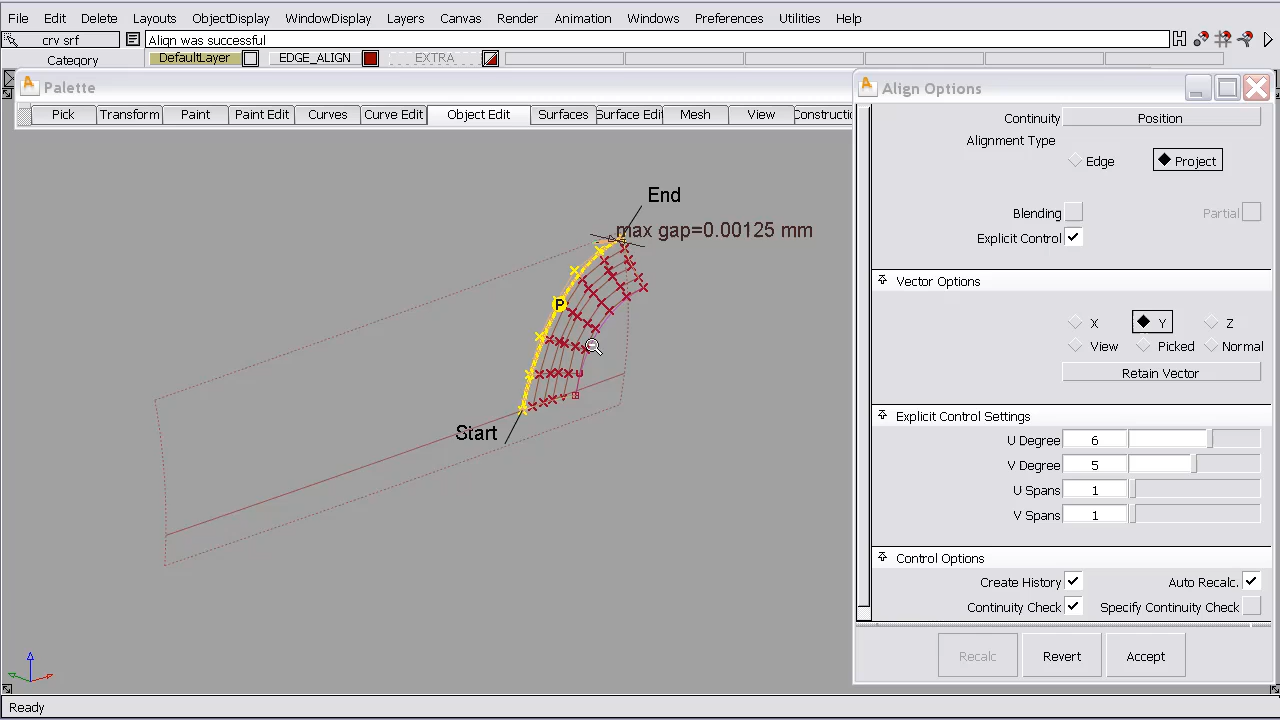 File Edit Delete Layouts ObjectDisplay WindowDisplay Layers Canvas Render Animation Windows Preferences Utilities Help
crv srf Align was successful
Category DefaultLayer EDGE_ALIGN EXTRA
Palette
Pick Transform Paint Paint Edit Curves Curve Edit Object Edit Surfaces Surface Edi Mesh View Constructi
End
max gap=0.00125 mm
P
u
v
Start
Align Options
Continuity Position
Alignment Type
Edge Project
Blending Partial
Explicit Control
Vector Options
X Y Z
View Picked Normal
Retain Vector
Explicit Control Settings
U Degree 6
V Degree 5
U Spans 1
V Spans 1
Control Options
Create History Auto Recalc.
Continuity Check Specify Continuity Check
Recalc Revert Accept
Ready